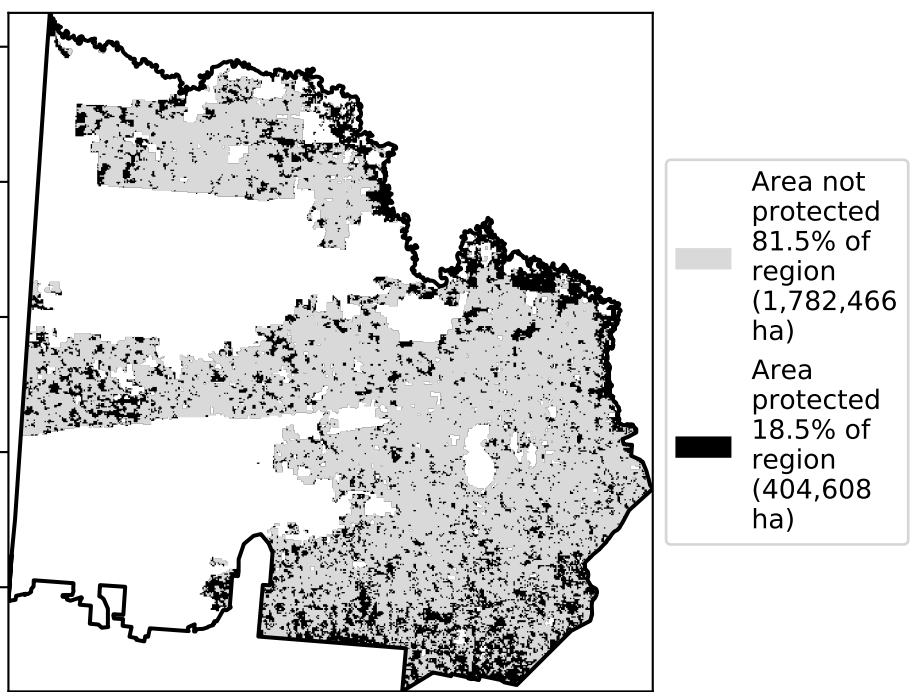 Area not
protected
81.5% of
region
(1,782,466
ha)
Area
protected
18.5% of
region
(404,608
ha)